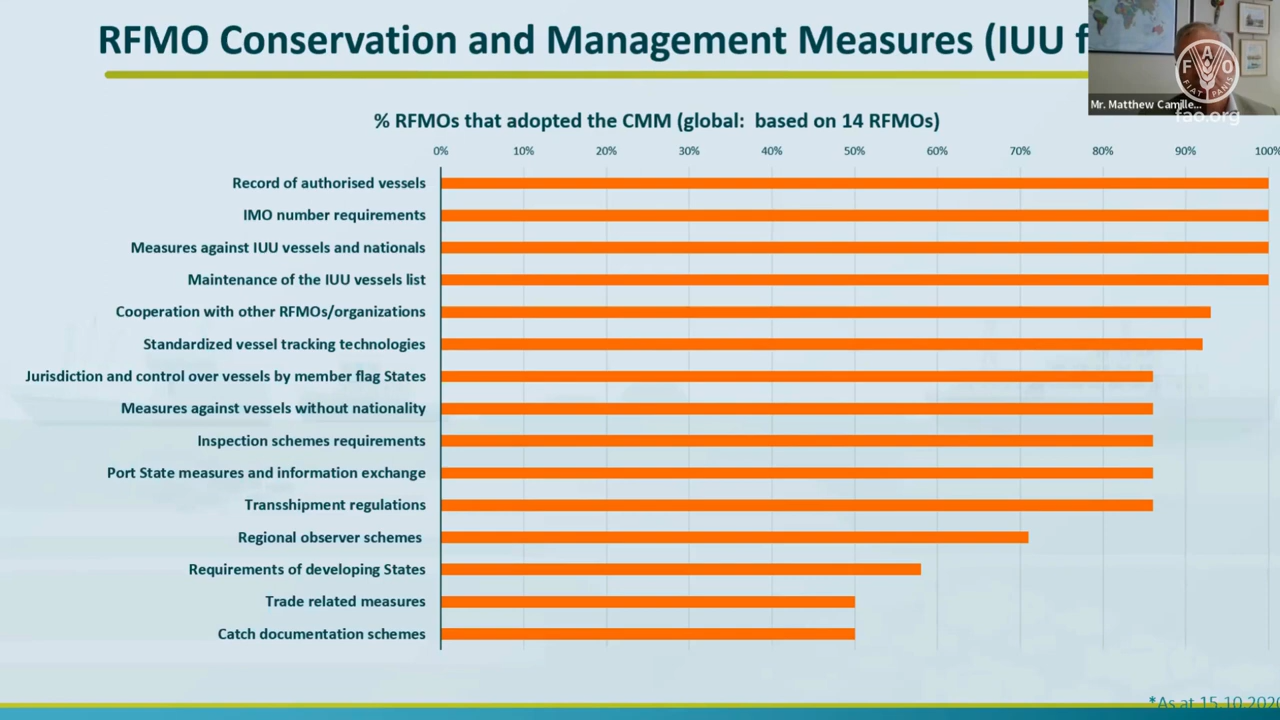 RFMO Conservation and Management Measures (IUU f
Mr. Matthew Camille...
F A O
FIAT PANIS
fao.org
% RFMOs that adopted the CMM (global: based on 14 RFMOs)
0% 10% 20% 30% 40% 50% 60% 70% 80% 90% 100%
Record of authorised vessels
IMO number requirements
Measures against IUU vessels and nationals
Maintenance of the IUU vessels list
Cooperation with other RFMOs/organizations
Standardized vessel tracking technologies
Jurisdiction and control over vessels by member flag States
Measures against vessels without nationality
Inspection schemes requirements
Port State measures and information exchange
Transshipment regulations
Regional observer schemes
Requirements of developing States
Trade related measures
Catch documentation schemes
*As at 15.10.2020